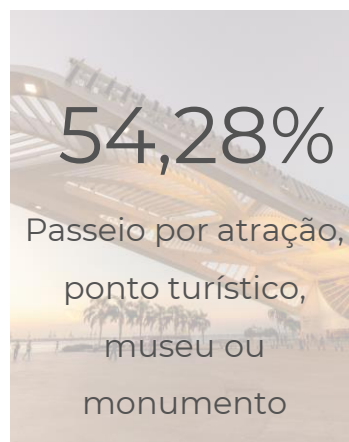 54,28%
Passeio por atração,
ponto turístico,
museu ou
monumento